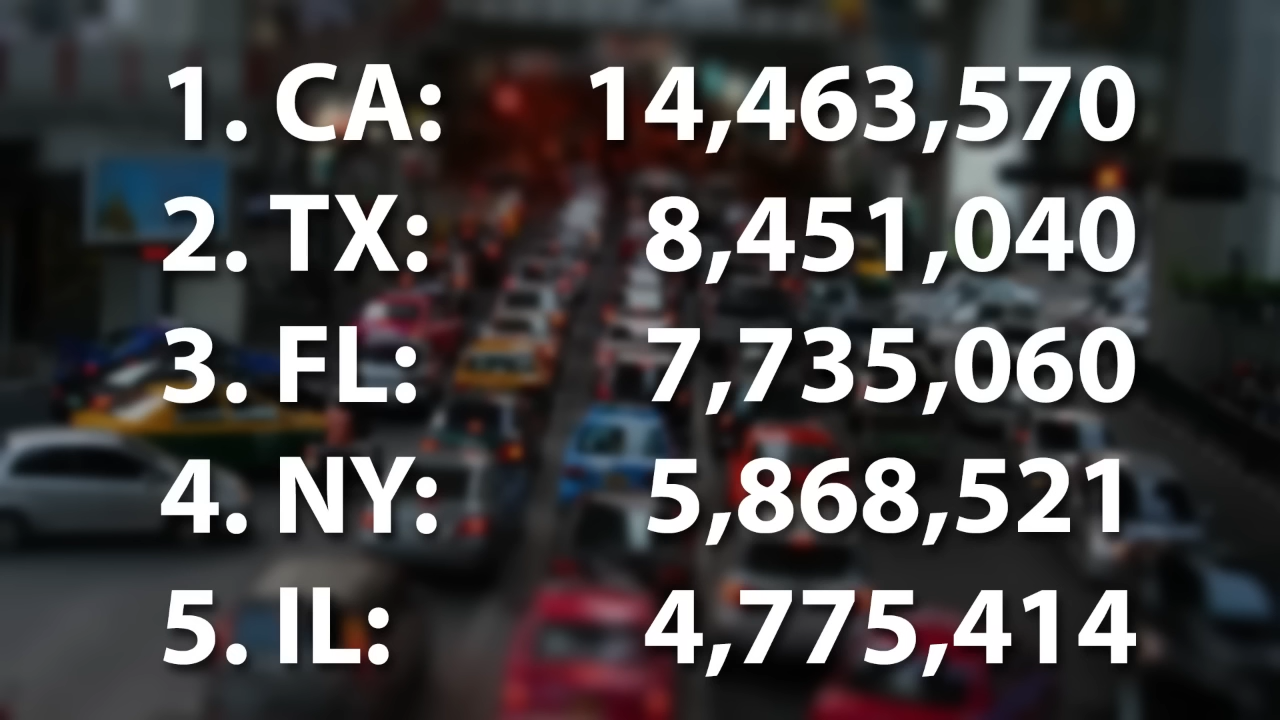 1. CA: 14,463,570
2. TX: 8,451,040
3. FL: 7,735,060
4. NY: 5,868,521
5. IL: 4,775,414